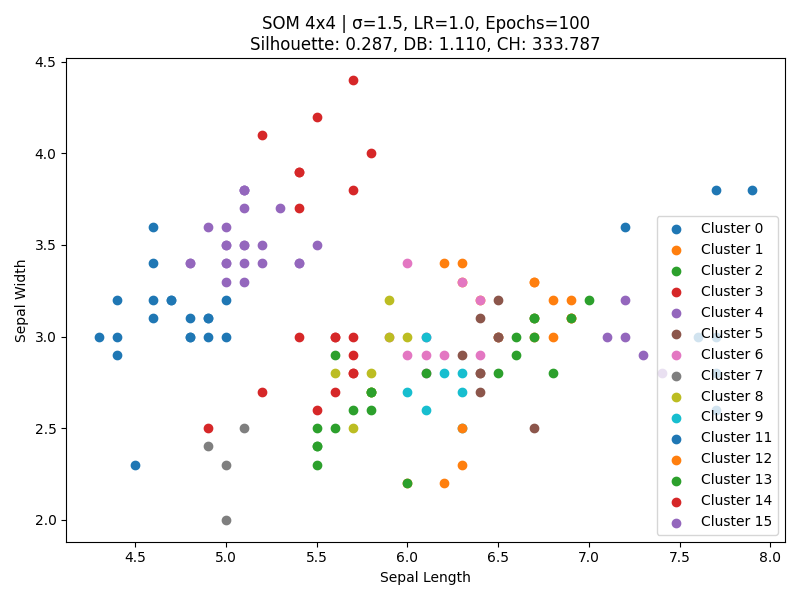 SOM 4x4 | σ=1.5, LR=1.0, Epochs=100
Silhouette: 0.287, DB: 1.110, CH: 333.787
Sepal Width
4.5
4.0
3.5
3.0
2.5
2.0
Cluster 0
Cluster 1
Cluster 2
Cluster 3
Cluster 4
Cluster 5
Cluster 6
Cluster 7
Cluster 8
Cluster 9
Cluster 11
Cluster 12
Cluster 13
Cluster 14
Cluster 15
4.5 5.0 5.5 6.0 6.5 7.0 7.5 8.0
Sepal Length